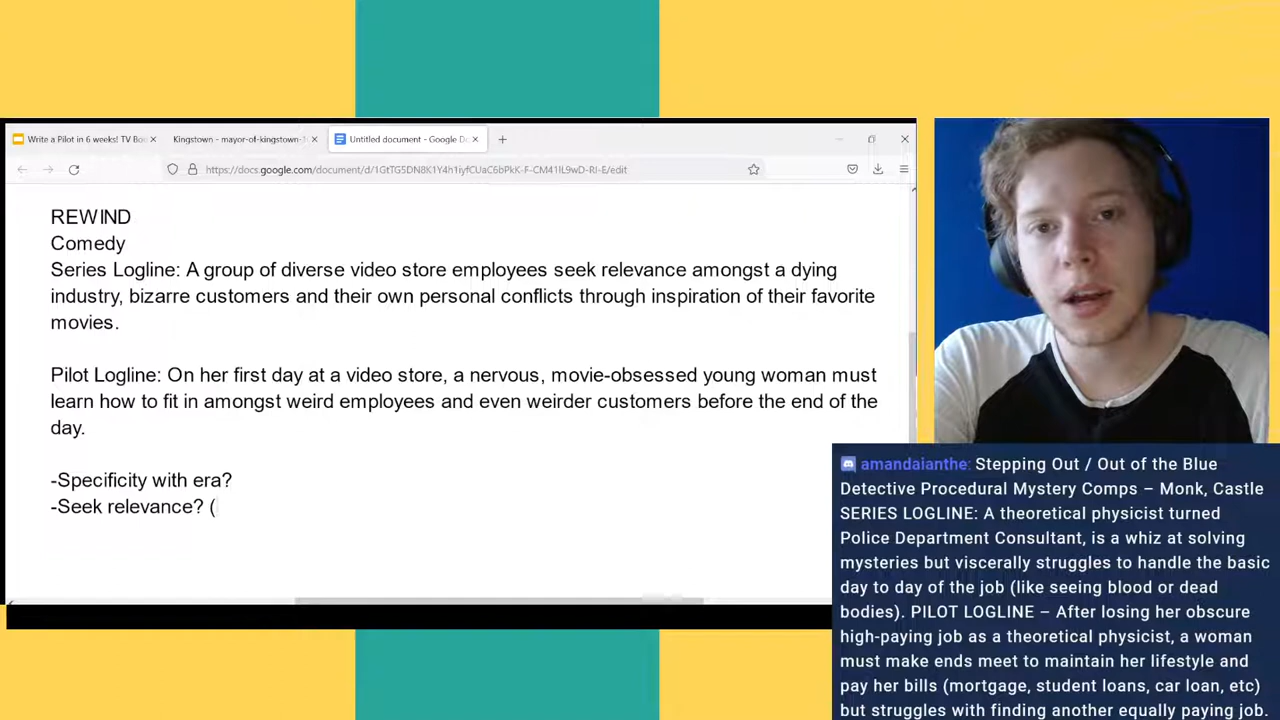 Write a Pilot in 6 weeks! TV Bo
Kingstown - mayor-of-kingstown-
Untitled document - Google D
https://docs.google.com/document/d/1GtTG5DN8K1Y4h1iyfCUaC6bPkK-F-CM41lL9wD-RI-E/edit
REWIND
Comedy
Series Logline: A group of diverse video store employees seek relevance amongst a dying
industry, bizarre customers and their own personal conflicts through inspiration of their favorite
movies.
Pilot Logline: On her first day at a video store, a nervous, movie-obsessed young woman must
learn how to fit in amongst weird employees and even weirder customers before the end of the
day.
-Specificity with era?
-Seek relevance? (
amandaianthe: Stepping Out / Out of the Blue
Detective Procedural Mystery Comps – Monk, Castle
SERIES LOGLINE: A theoretical physicist turned
Police Department Consultant, is a whiz at solving
mysteries but viscerally struggles to handle the basic
day to day of the job (like seeing blood or dead
bodies). PILOT LOGLINE – After losing her obscure
high-paying job as a theoretical physicist, a woman
must make ends meet to maintain her lifestyle and
pay her bills (mortgage, student loans, car loan, etc)
but struggles with finding another equally paying job.